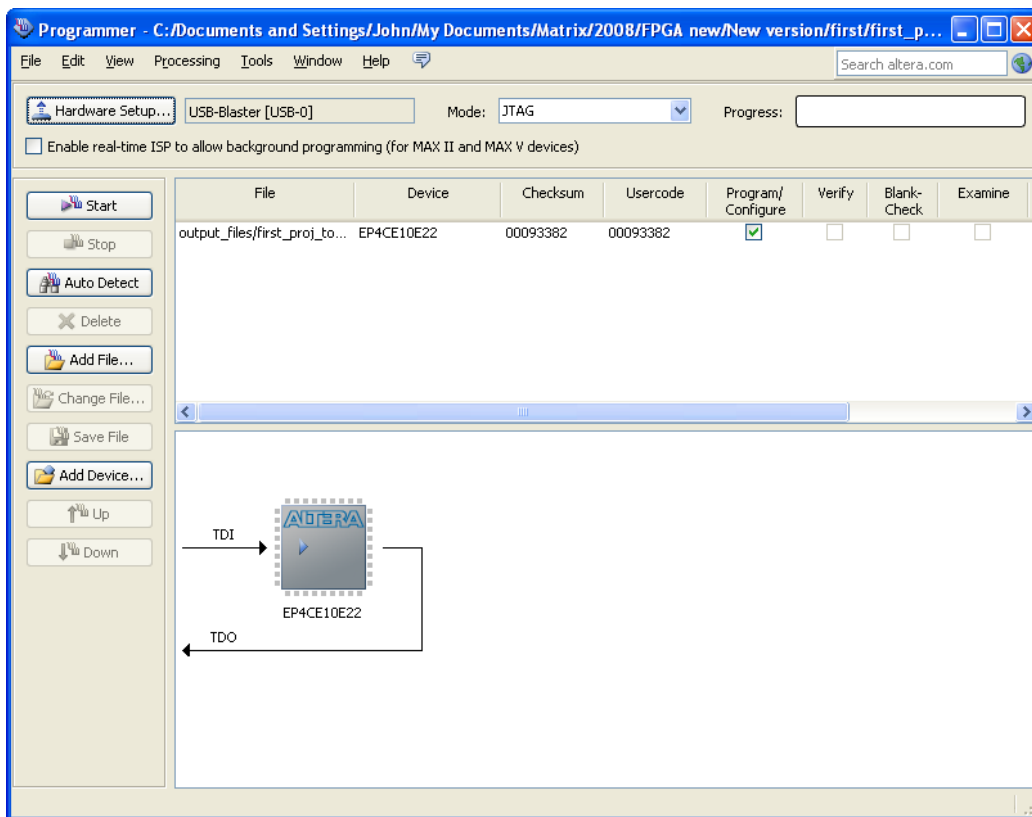 Programmer - C:/Documents and Settings/John/My Documents/Matrix/2008/FPGA new/New version/first/first_p...
File Edit View Processing Tools Window Help Search altera.com
Hardware Setup... USB-Blaster [USB-0] Mode: JTAG Progress:
Enable real-time ISP to allow background programming (for MAX II and MAX V devices)
Start
Stop
Auto Detect
Delete
Add File...
Change File...
Save File
Add Device...
Up
Down
File Device Checksum Usercode Program/ Configure Verify Blank- Check Examine
output_files/first_proj_to... EP4CE10E22 00093382 00093382
ALTERA
TDI
EP4CE10E22
TDO